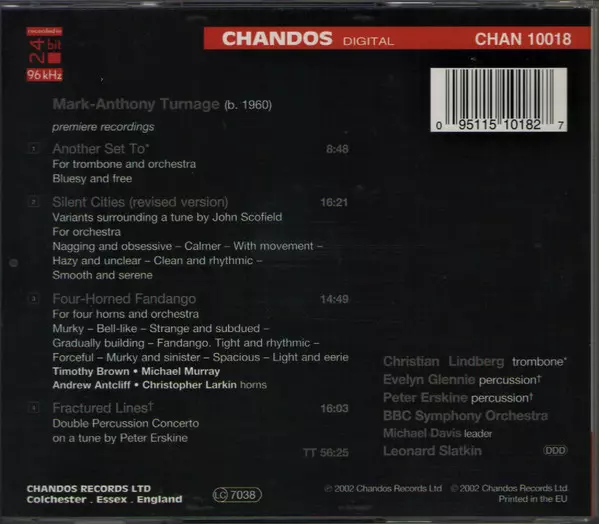 recorded in
24 bit
96 kHz
CHANDOS DIGITAL
CHAN 10018
0 95115 10182 7
Mark-Anthony Turnage (b. 1960)
premiere recordings
1 Another Set To* 8:48
For trombone and orchestra
Bluesy and free
2 Silent Cities (revised version) 16:21
Variants surrounding a tune by John Scofield
For orchestra
Nagging and obsessive – Calmer – With movement –
Hazy and unclear – Clean and rhythmic –
Smooth and serene
3 Four-Horned Fandango 14:49
For four horns and orchestra
Murky – Bell-like – Strange and subdued –
Gradually building – Fandango. Tight and rhythmic –
Forceful – Murky and sinister – Spacious – Light and eerie
Timothy Brown • Michael Murray
Andrew Antcliff • Christopher Larkin horns
Fractured Lines† 16:03
Double Percussion Concerto
on a tune by Peter Erskine
TT 56:25
Christian Lindberg trombone*
Evelyn Glennie percussion†
Peter Erskine percussion†
BBC Symphony Orchestra
Michael Davis leader
Leonard Slatkin
DDD
CHANDOS RECORDS LTD
Colchester . Essex . England
LC 7038
℗ 2002 Chandos Records Ltd. © 2002 Chandos Records Ltd.
Printed in the EU